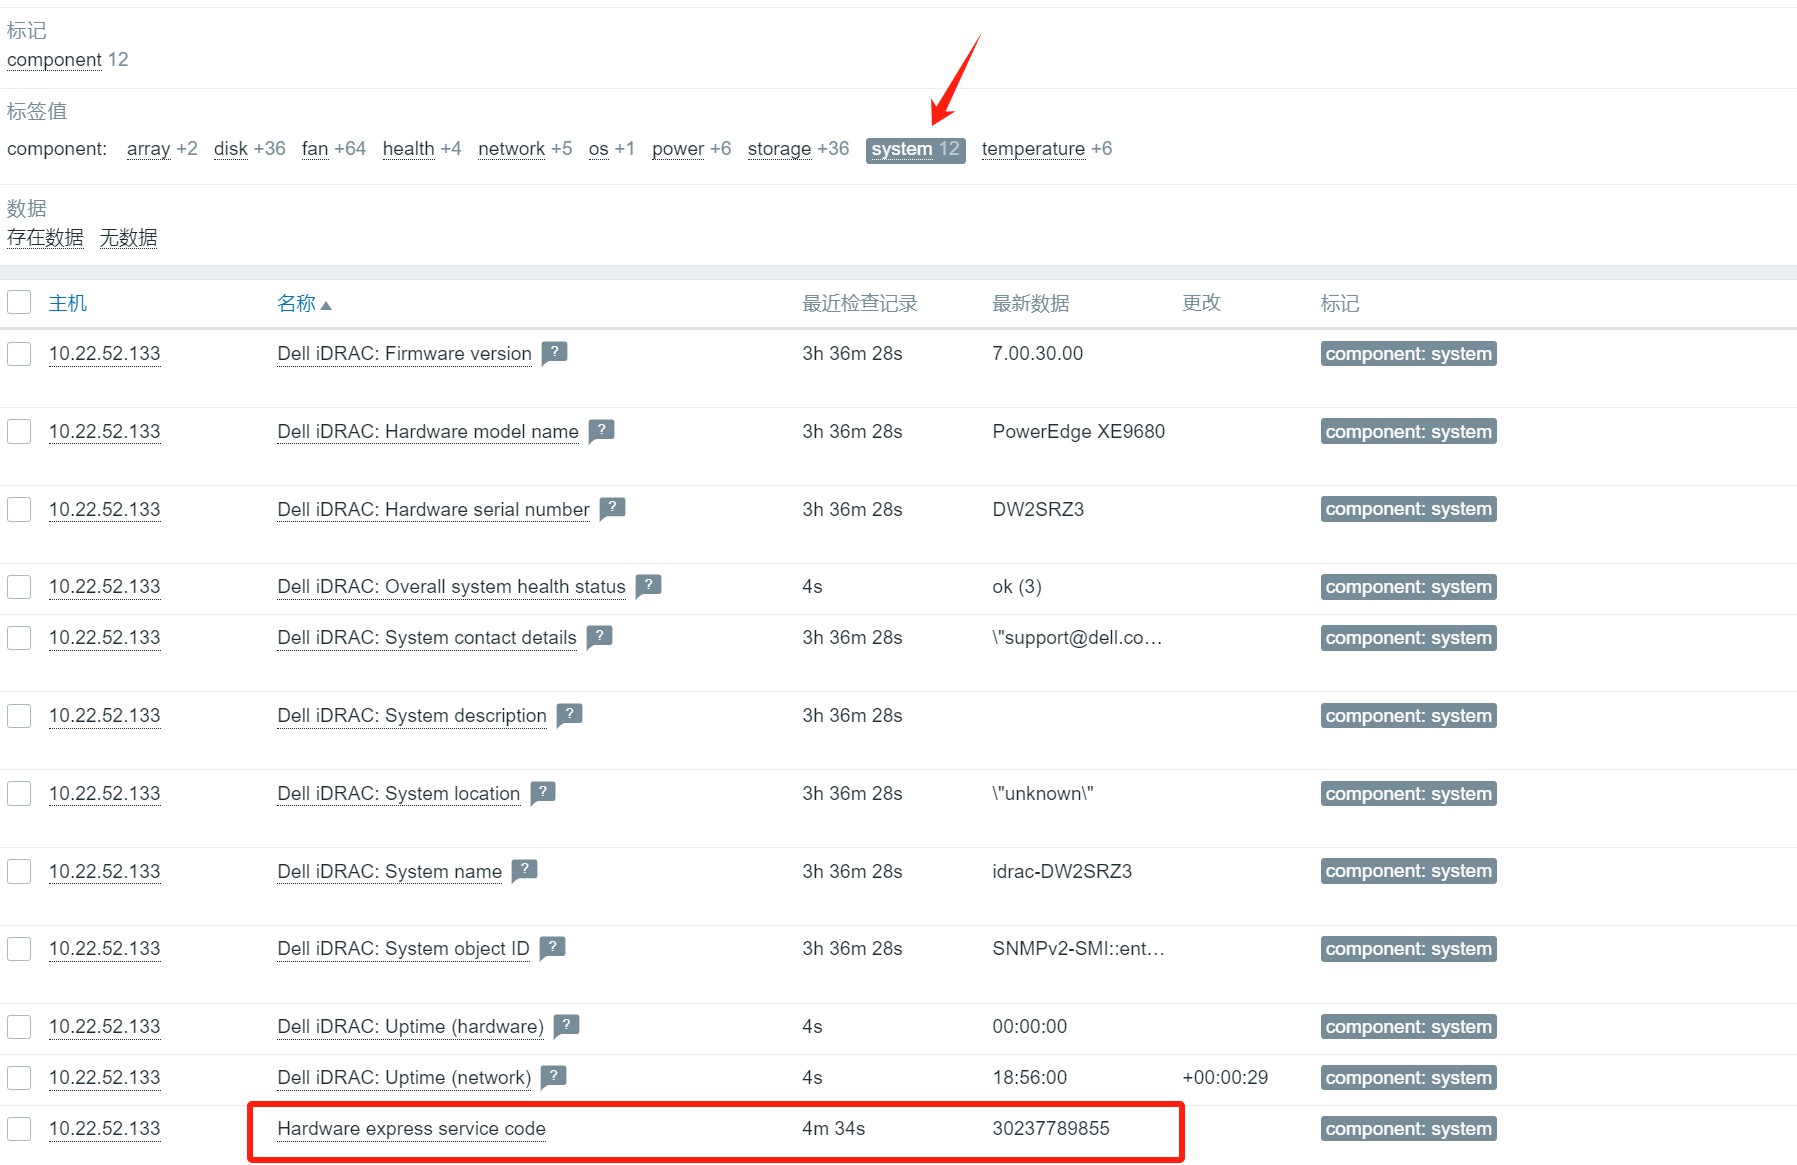 标记
component 12
标签值
component: array +2 disk +36 fan +64 health +4 network +5 os +1 power +6 storage +36 system 12 temperature +6
数据
存在数据 无数据
主机 名称 最近检查记录 最新数据 更改 标记
10.22.52.133 Dell iDRAC: Firmware version ? 3h 36m 28s 7.00.30.00 component: system
10.22.52.133 Dell iDRAC: Hardware model name ? 3h 36m 28s PowerEdge XE9680 component: system
10.22.52.133 Dell iDRAC: Hardware serial number ? 3h 36m 28s DW2SRZ3 component: system
10.22.52.133 Dell iDRAC: Overall system health status ? 4s ok (3) component: system
10.22.52.133 Dell iDRAC: System contact details ? 3h 36m 28s \"support@dell.co… component: system
10.22.52.133 Dell iDRAC: System description ? 3h 36m 28s component: system
10.22.52.133 Dell iDRAC: System location ? 3h 36m 28s \"unknown\" component: system
10.22.52.133 Dell iDRAC: System name ? 3h 36m 28s idrac-DW2SRZ3 component: system
10.22.52.133 Dell iDRAC: System object ID ? 3h 36m 28s SNMPv2-SMI::ent… component: system
10.22.52.133 Dell iDRAC: Uptime (hardware) ? 4s 00:00:00 component: system
10.22.52.133 Dell iDRAC: Uptime (network) ? 4s 18:56:00 +00:00:29 component: system
10.22.52.133 Hardware express service code 4m 34s 30237789855 component: system